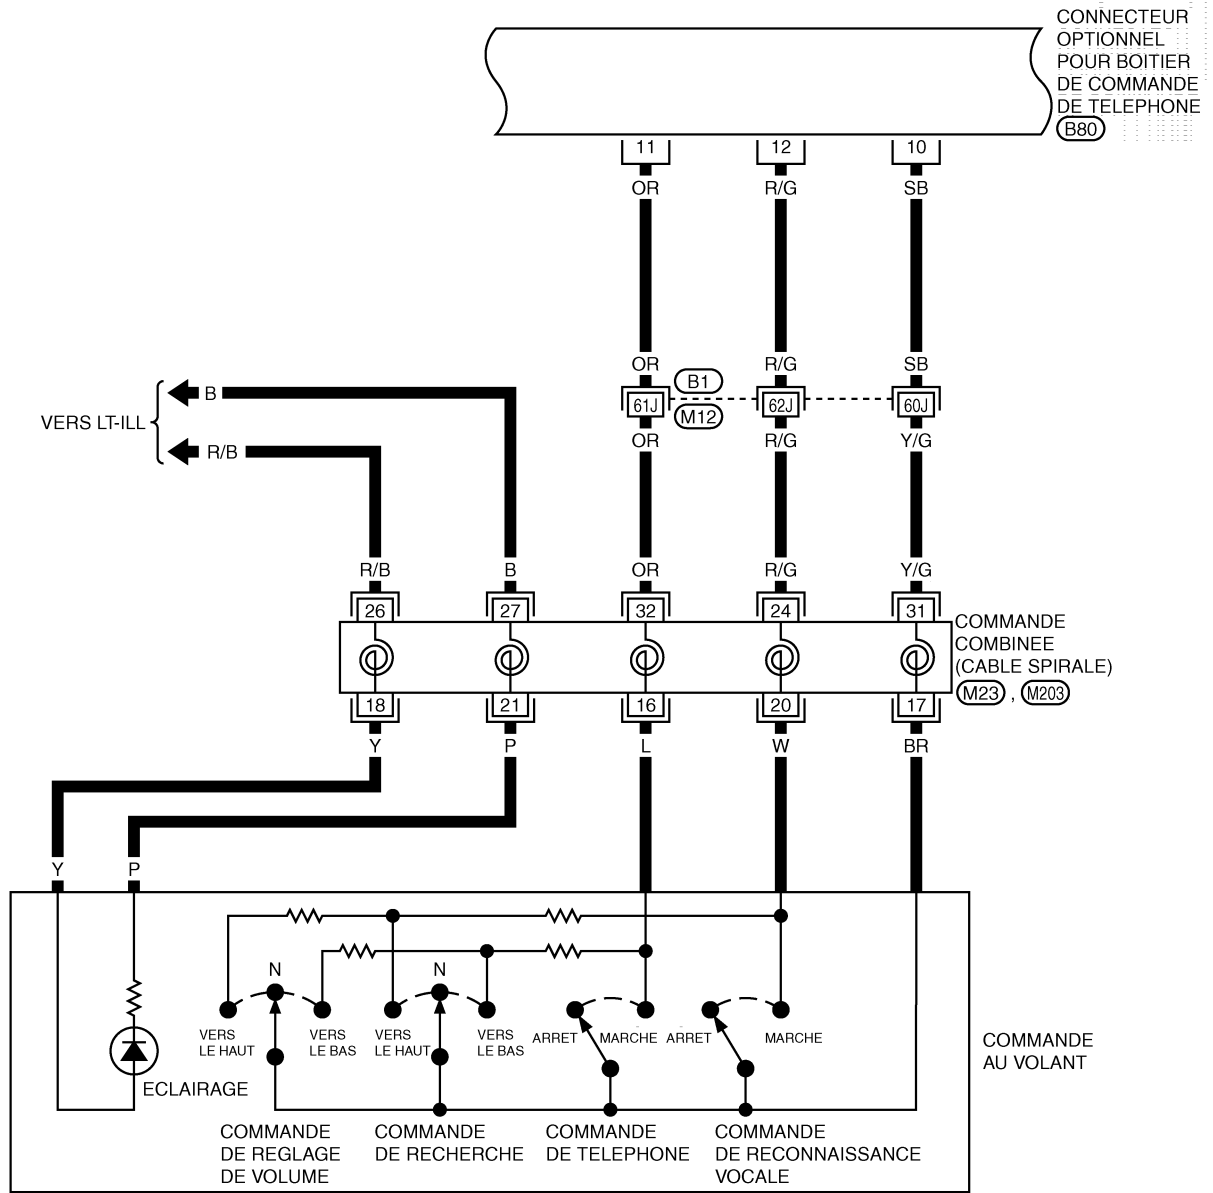 CONNECTEUR
OPTIONNEL
POUR BOITIER
DE COMMANDE
DE TELEPHONE
B80
11 12 10
OR R/G SB
OR R/G SB
B1
61J 62J 60J
M12
OR R/G Y/G
B
VERS LT-ILL
R/B
R/B B OR R/G Y/G
26 27 32 24 31
COMMANDE
COMBINEE
(CABLE SPIRALE)
M23 , M203
18 21 16 20 17
Y P L W BR
Y P
N N
VERS
LE HAUT
VERS
LE BAS
VERS
LE HAUT
VERS
LE BAS
ARRET MARCHE ARRET MARCHE
ECLAIRAGE
COMMANDE
AU VOLANT
COMMANDE
DE REGLAGE
DE VOLUME
COMMANDE
DE RECHERCHE
COMMANDE
DE TELEPHONE
COMMANDE
DE RECONNAISSANCE
VOCALE